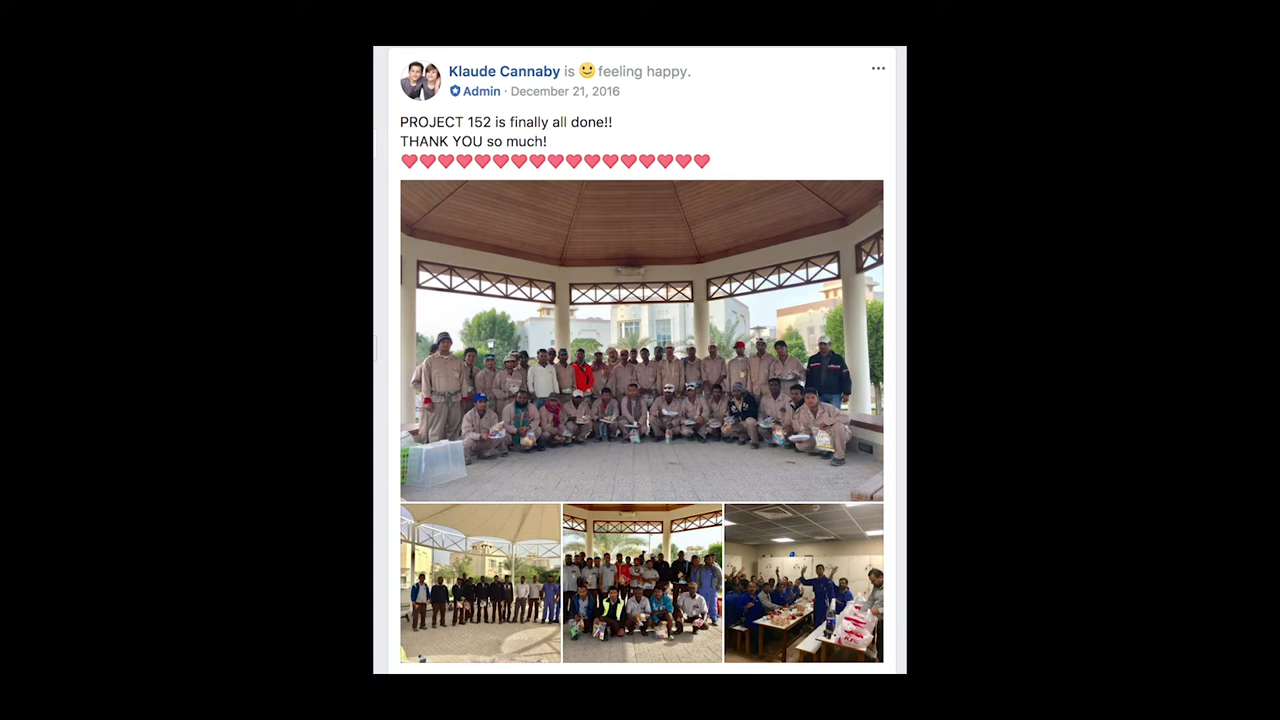 Klaude Cannaby is 🙂 feeling happy.
Admin · December 21, 2016
PROJECT 152 is finally all done!!
THANK YOU so much!
❤❤❤❤❤❤❤❤❤❤❤❤❤❤❤❤❤
KFC